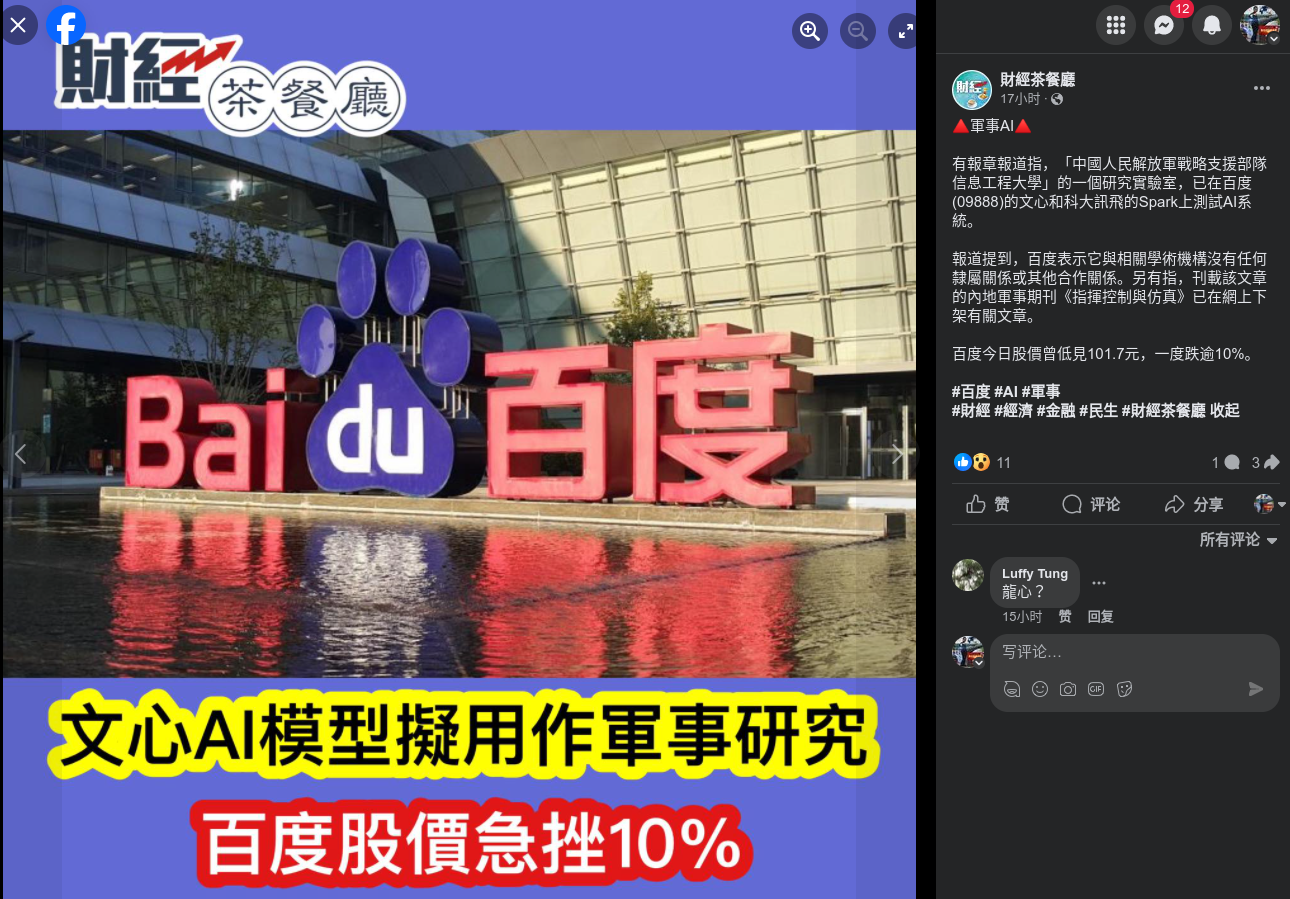 財經
茶餐廳
Bai du 百度
文心AI模型擬用作軍事研究
百度股價急挫10%
12
財經茶餐廳
17小时 ·
🔺軍事AI🔺
有報章報道指，「中國人民解放軍戰略支援部隊
信息工程大學」的一個研究實驗室，已在百度
(09888)的文心和科大訊飛的Spark上測試AI系
統。
報道提到，百度表示它與相關學術機構沒有任何
隸屬關係或其他合作關係。另有指，刊載該文章
的內地軍事期刊《指揮控制與仿真》已在網上下
架有關文章。
百度今日股價曾低見101.7元，一度跌逾10%。
#百度 #AI #軍事
#財經 #經濟 #金融 #民生 #財經茶餐廳 收起
11
1 3
赞 评论 分享
所有评论
Luffy Tung
龍心？
15小时 赞 回复
写评论…
GIF